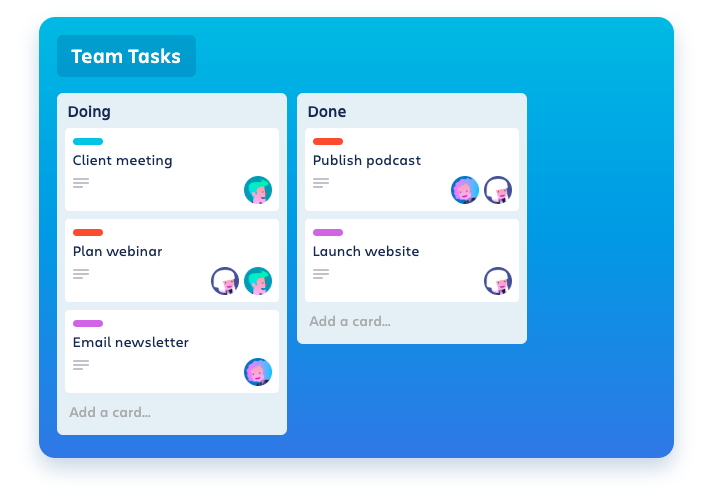 Team Tasks
Doing
Client meeting
Plan webinar
Email newsletter
Add a card...
Done
Publish podcast
Launch website
Add a card...